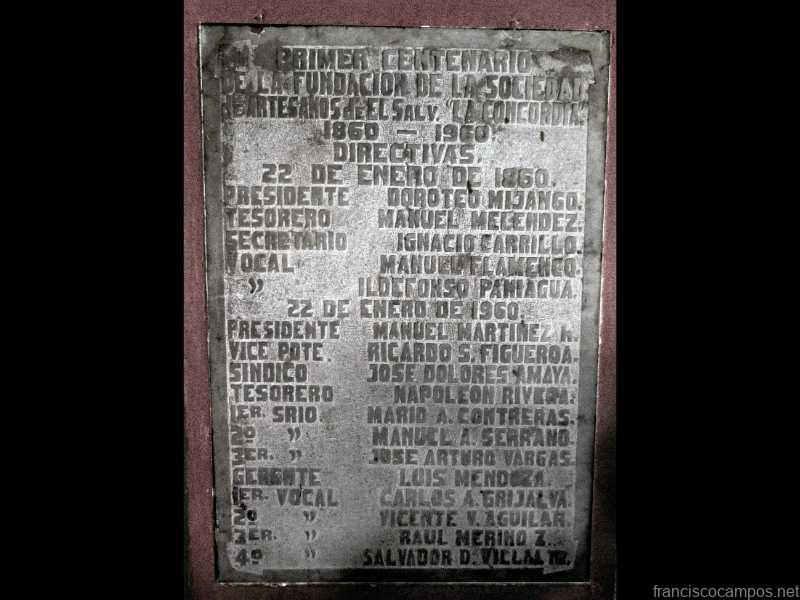 PRIMER CENTENARIO
DE LA FUNDACION DE LA SOCIEDAD
DE ARTESANOS de EL SALV. "LA CONCORDIA"
1860 — 1960
DIRECTIVAS.
22 DE ENERO DE 1860.
PRESIDENTE DOROTEO MIJANGO.
TESORERO MANUEL MELENDEZ
SECRETARIO IGNACIO CARRILLO.
VOCAL MANUEL FLAMENCO.
" ILDEFONSO PANIAGUA.
22 DE ENERO DE 1960.
PRESIDENTE MANUEL MARTINEZ H.
VICE PDTE. RICARDO S. FIGUEROA.
SINDICO JOSE DOLORES AMAYA.
TESORERO NAPOLEON RIVERA.
1ER. SRIO. MARIO A. CONTRERAS.
2º " MANUEL A. SERRANO.
3ER. " JOSE ARTURO VARGAS.
GERENTE LUIS MENDOZA.
1ER. VOCAL CARLOS A. GRIJALVA.
2º " VICENTE V. AGUILAR.
3ER. " RAUL MERINO Z.
4º " SALVADOR D. VILLALTA.
franciscocampos.net